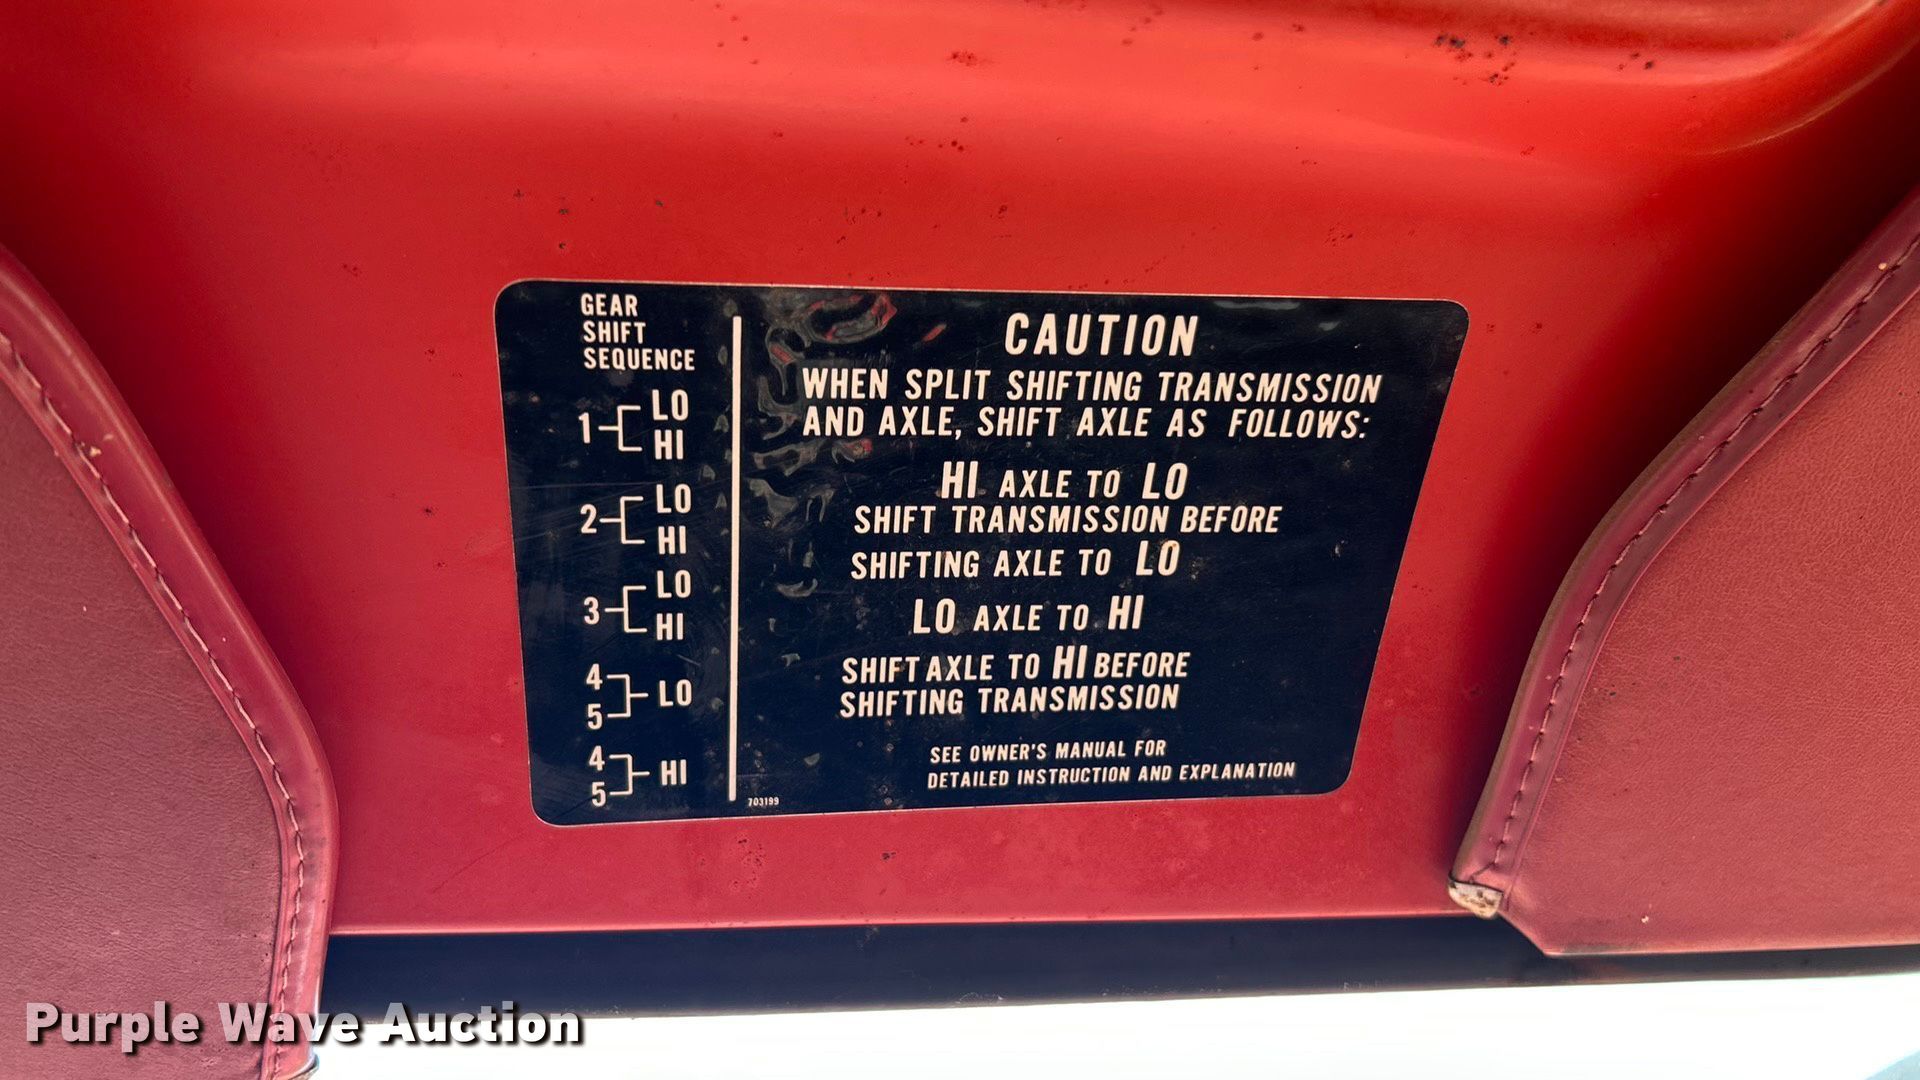 GEAR
SHIFT
SEQUENCE
1 LO
HI
2 LO
HI
3 LO
HI
4
5 LO
4
5 HI
CAUTION
WHEN SPLIT SHIFTING TRANSMISSION
AND AXLE, SHIFT AXLE AS FOLLOWS:
HI AXLE TO LO
SHIFT TRANSMISSION BEFORE
SHIFTING AXLE TO LO
LO AXLE TO HI
SHIFT AXLE TO HI BEFORE
SHIFTING TRANSMISSION
SEE OWNER'S MANUAL FOR
DETAILED INSTRUCTION AND EXPLANATION
703199
Purple Wave Auction